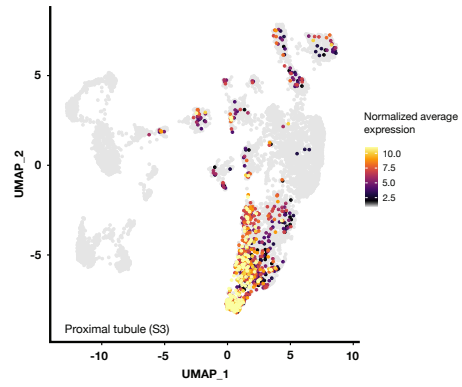 5
0
-5
UMAP_2
Proximal tubule (S3)
-10
-5
0
5
10
UMAP_1
Normalized average
expression
10.0
7.5
5.0
2.5